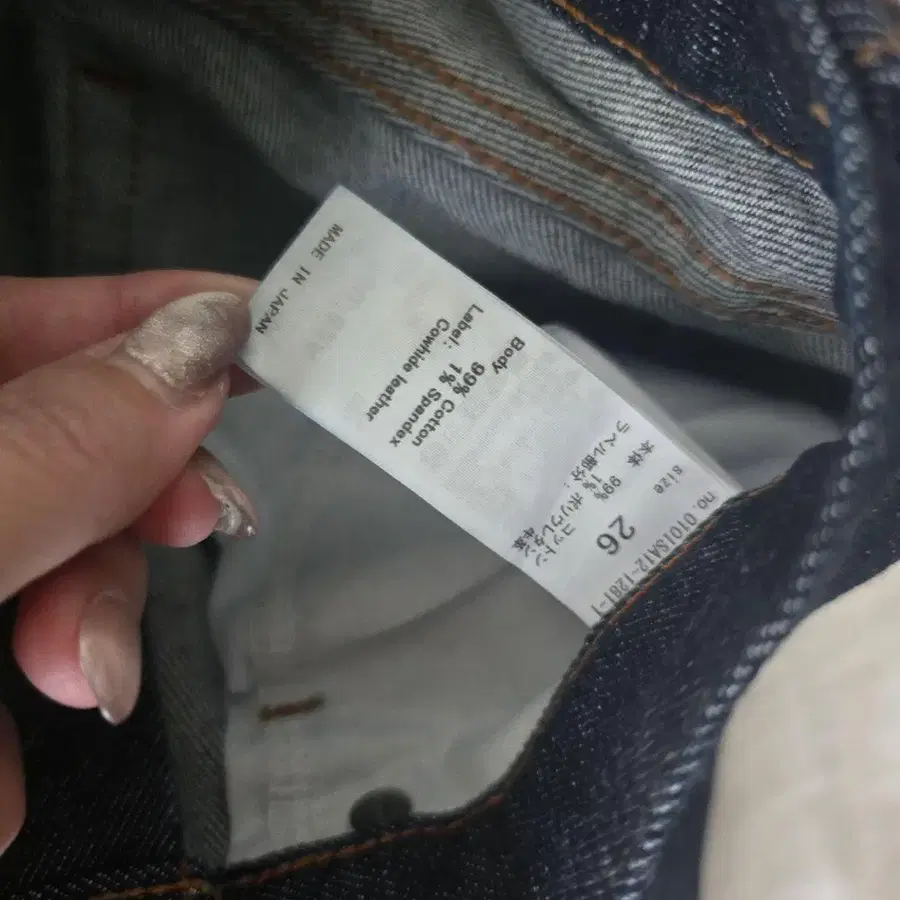 no.0101SA12-1281-1
size 26
本体 99% コットン
1% ポリウレタン
ラベル部分: 牛革
Body 99% Cotton
1% Spandex
Label:
Cowhide leather
MADE IN JAPAN